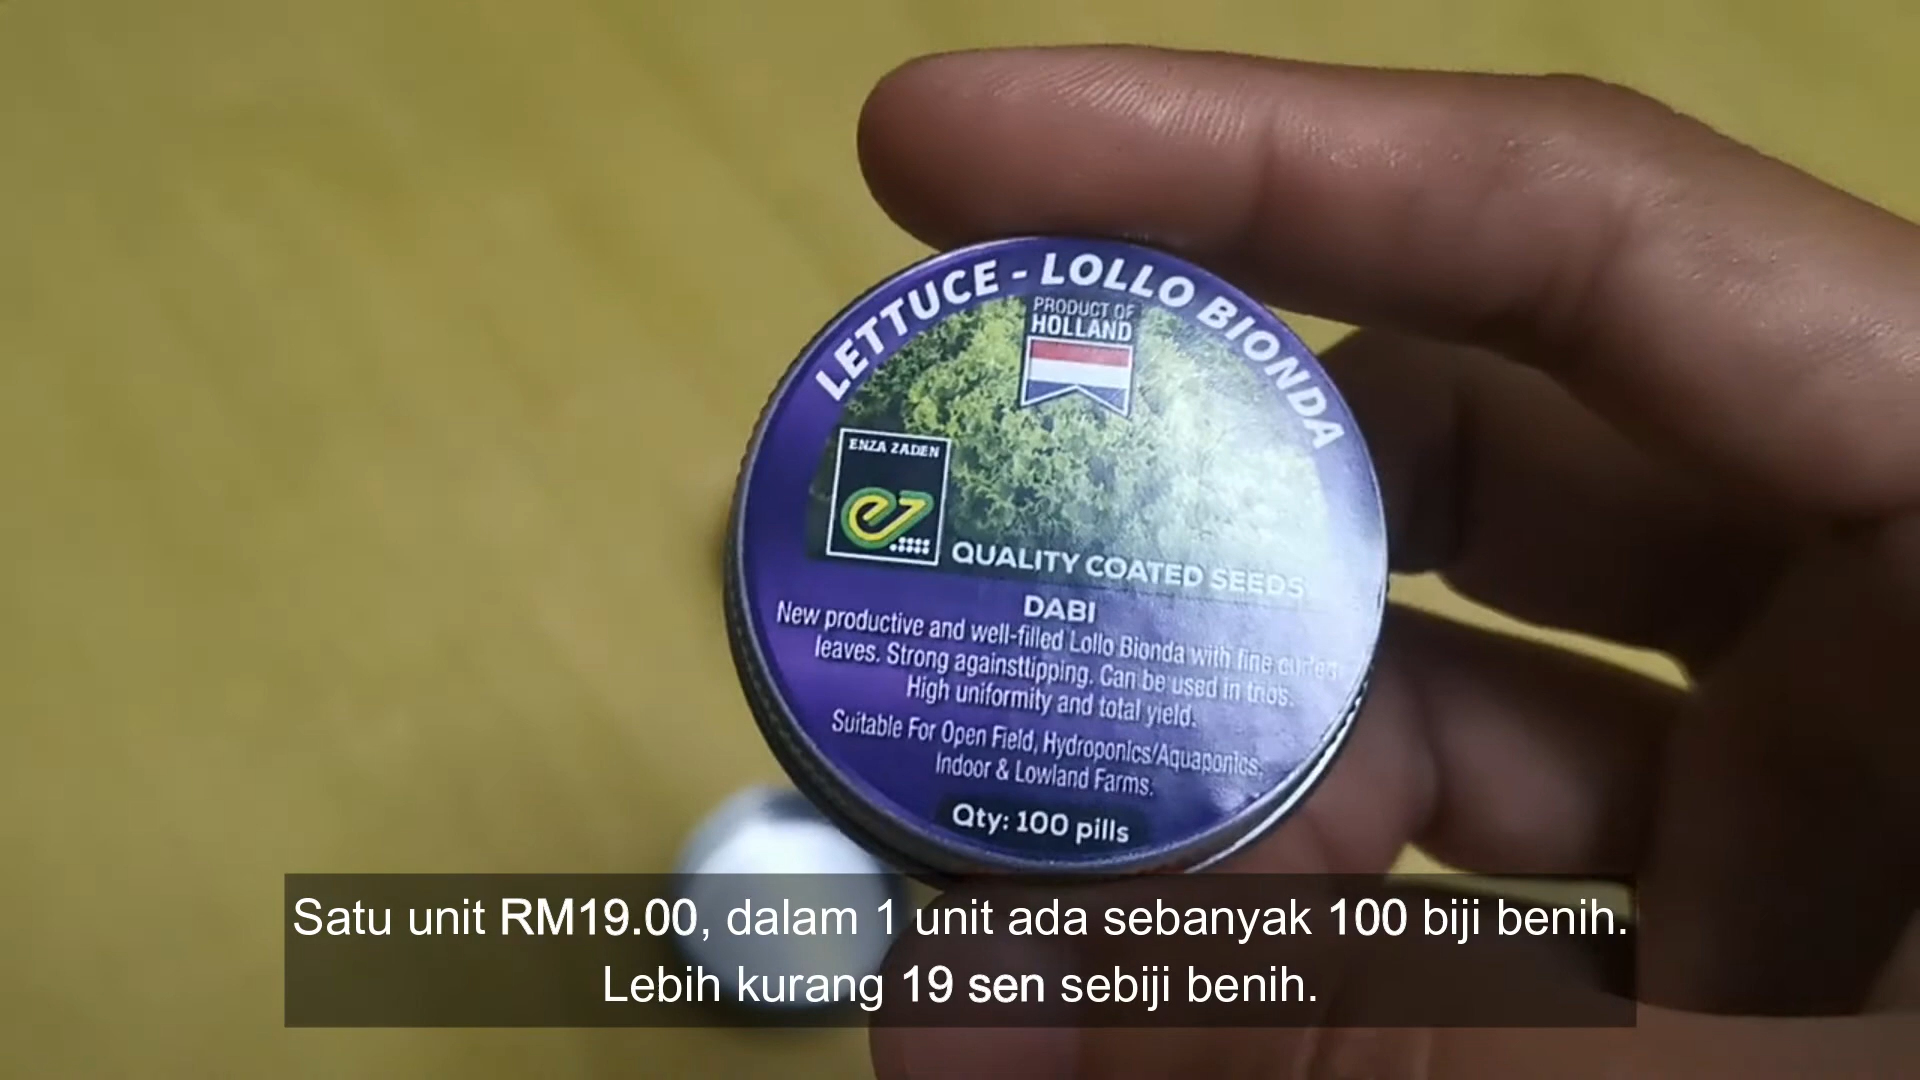 LETTUCE - LOLLO BIONDA
PRODUCT OF
HOLLAND
ENZA ZADEN
QUALITY COATED SEEDS
DABI
New productive and well-filled Lollo Bionda with fine curled
leaves. Strong againsttipping. Can be used in trios.
High uniformity and total yield.
Suitable For Open Field, Hydroponics/Aquaponics,
Indoor & Lowland Farms.
Qty: 100 pills
Satu unit RM19.00, dalam 1 unit ada sebanyak 100 biji benih.
Lebih kurang 19 sen sebiji benih.